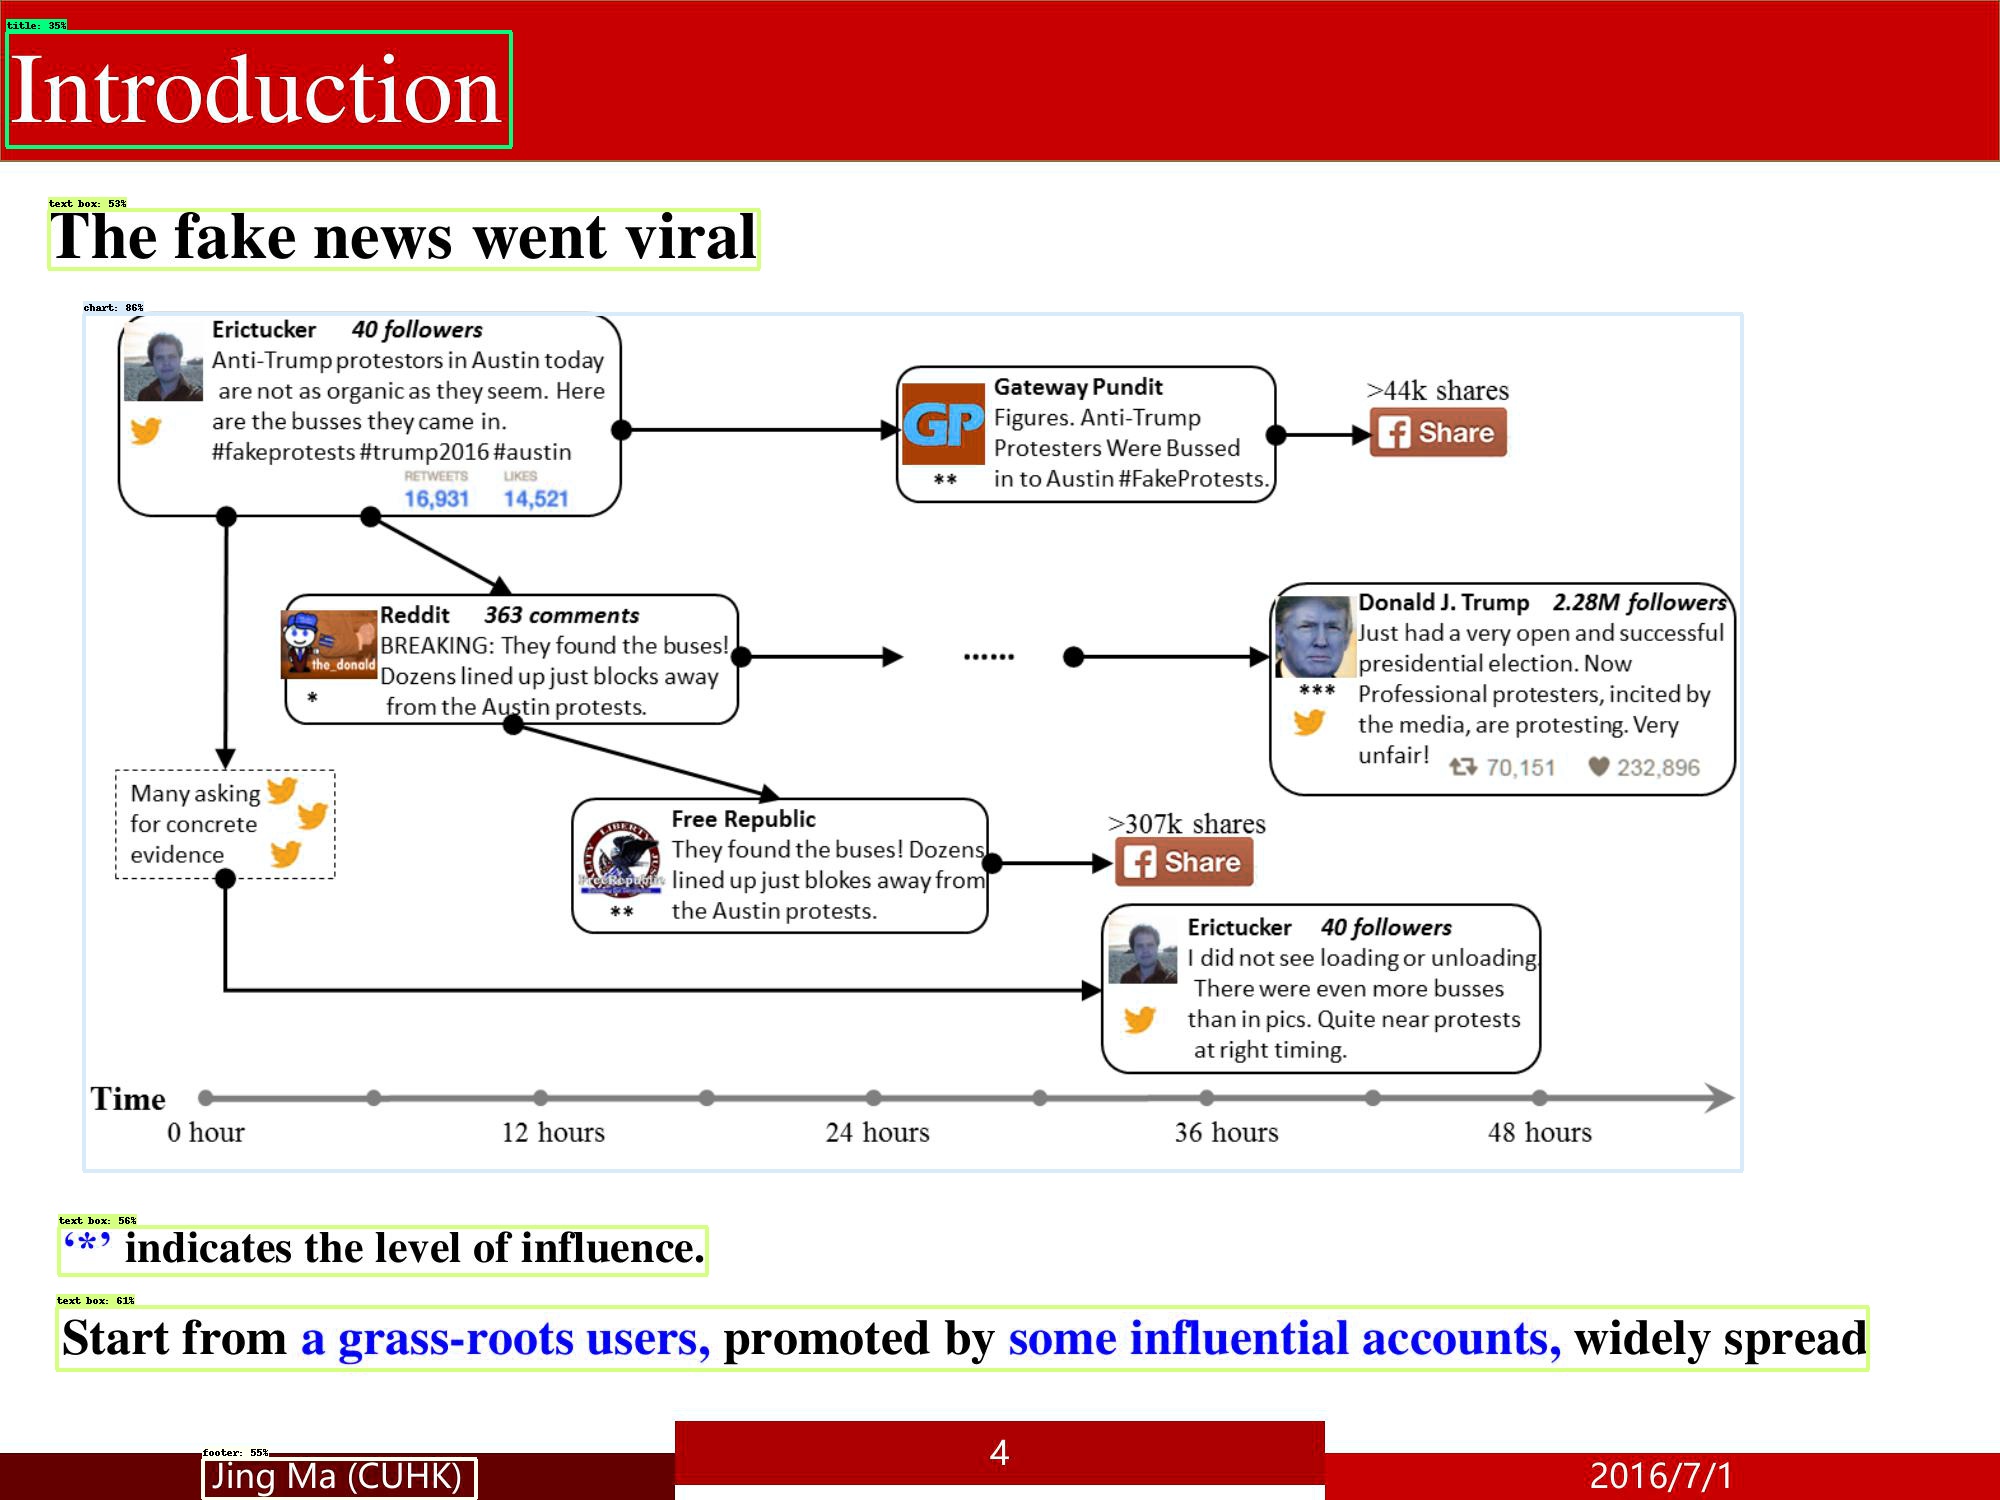 title: 35%
Introduction
text box: 53%
The fake news went viral
chart: 86%
Erictucker 40 followers
Anti-Trump protestors in Austin today
are not as organic as they seem. Here
are the busses they came in.
#fakeprotests #trump2016 #austin
RETWEETS LIKES
16,931 14,521
GP
**
Gateway Pundit
Figures. Anti-Trump
Protesters Were Bussed
in to Austin #FakeProtests.
>44k shares
Share
the_donald
*
Reddit 363 comments
BREAKING: They found the buses!
Dozens lined up just blocks away
from the Austin protests.
......
***
Donald J. Trump 2.28M followers
Just had a very open and successful
presidential election. Now
Professional protesters, incited by
the media, are protesting. Very
unfair!
70,151 232,896
Many asking
for concrete
evidence
LIBERTY
FreeRepublic
**
Free Republic
They found the buses! Dozens
lined up just blokes away from
the Austin protests.
>307k shares
Share
Erictucker 40 followers
I did not see loading or unloading.
There were even more busses
than in pics. Quite near protests
at right timing.
Time
0 hour 12 hours 24 hours 36 hours 48 hours
text box: 56%
‘*’ indicates the level of influence.
text box: 61%
Start from a grass-roots users, promoted by some influential accounts, widely spread
footer: 55%
Jing Ma (CUHK)
4
2016/7/1